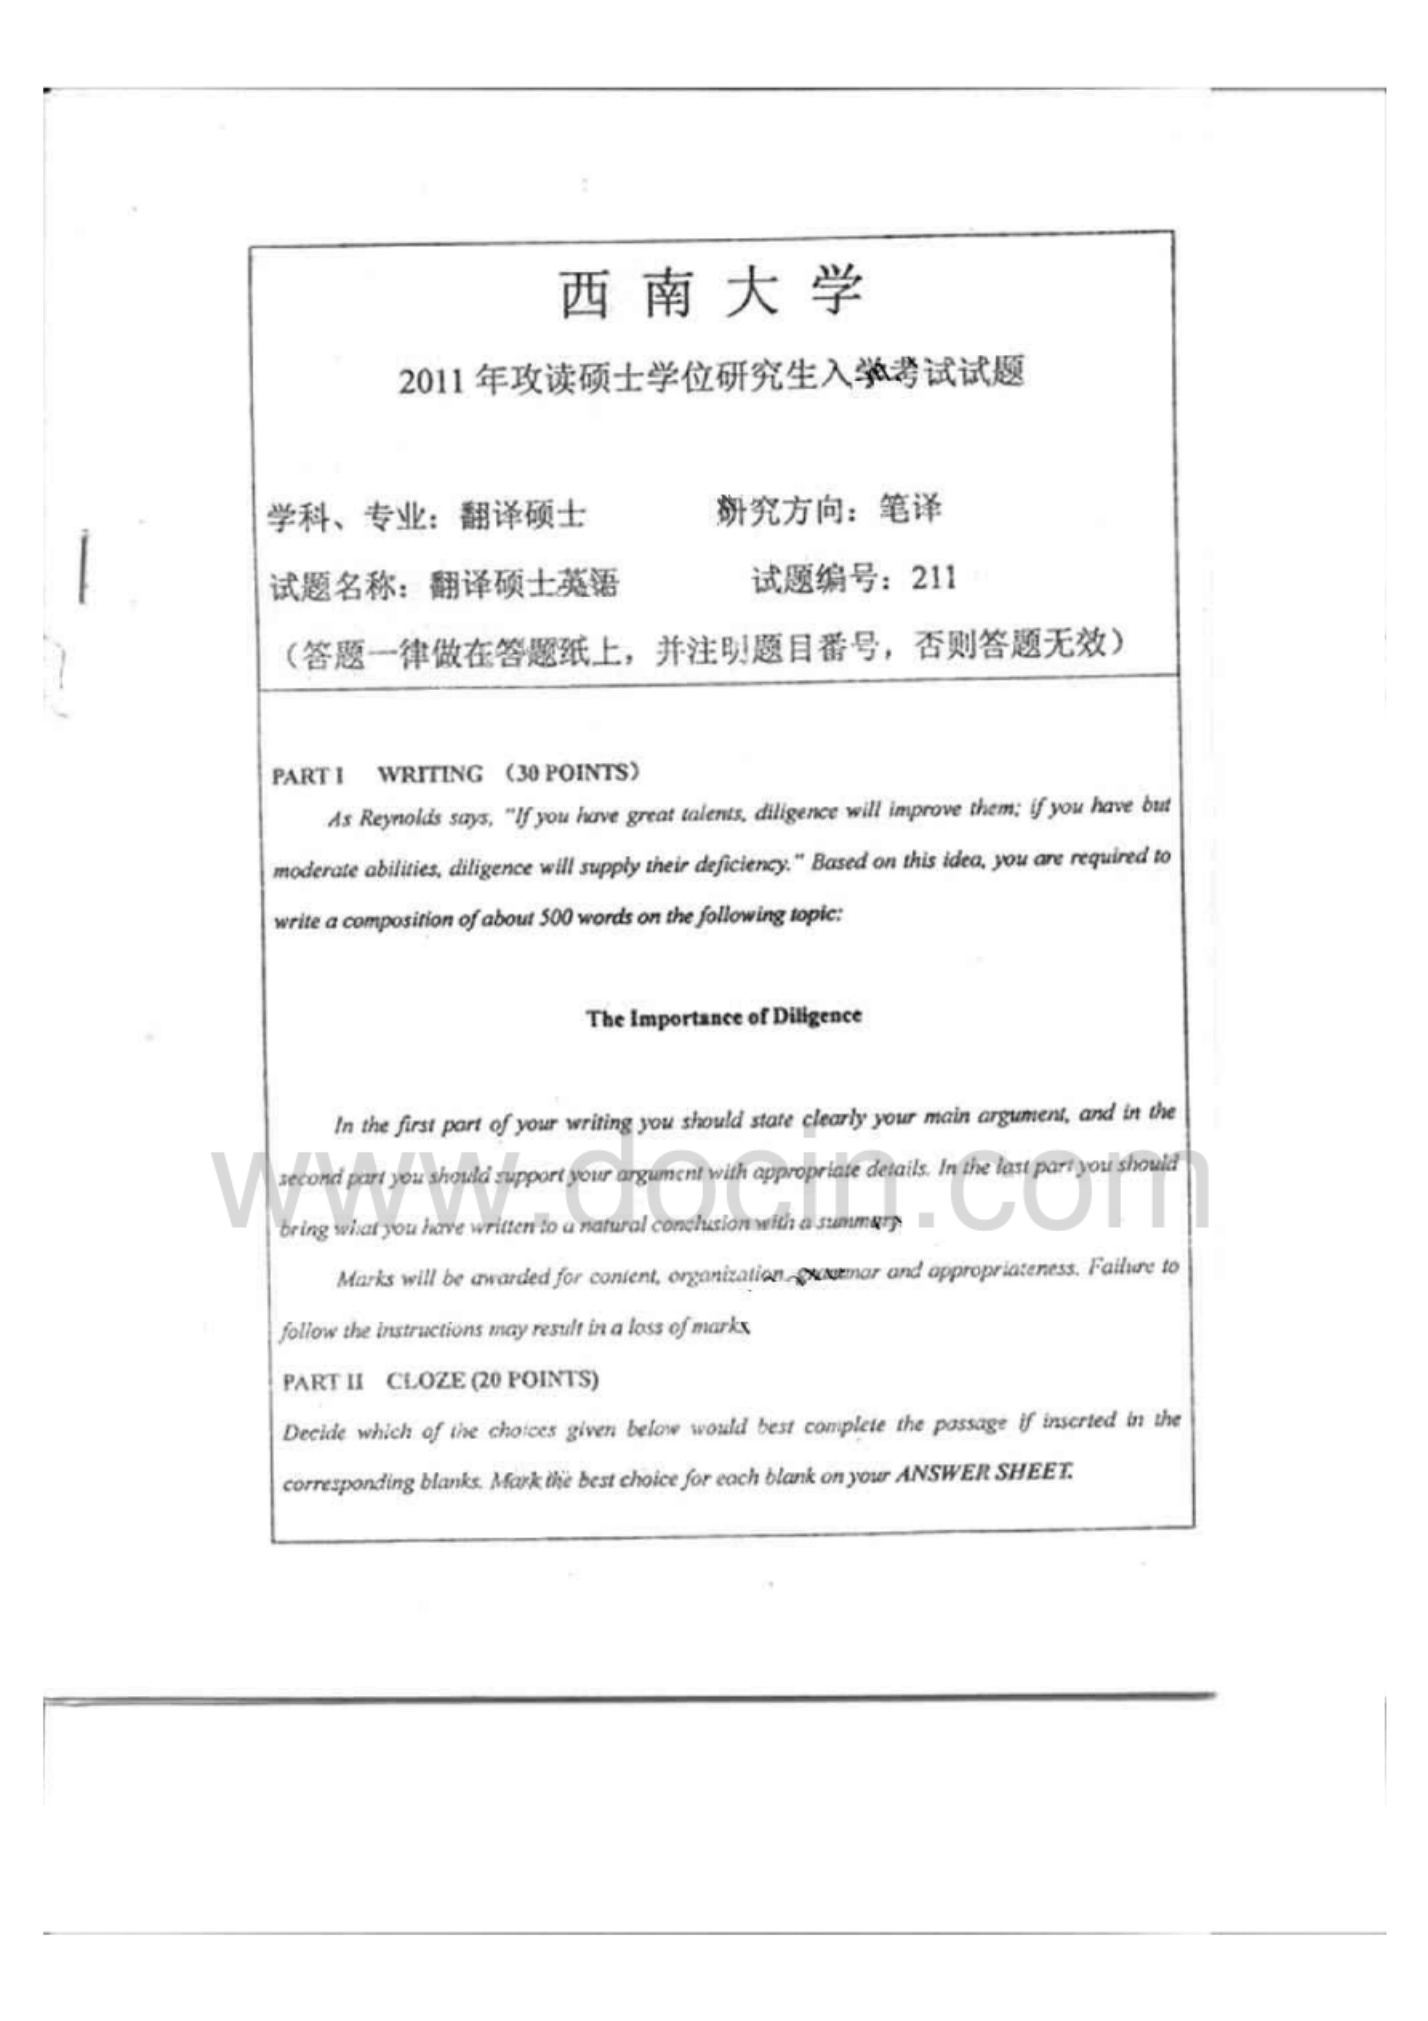 西南大学
2011年攻读硕士学位研究生入学考试试题
学科、专业：翻译硕士 研究方向：笔译
试题名称：翻译硕士英语 试题编号：211
（答题一律做在答题纸上，并注明题目番号，否则答题无效）
PART I WRITING （30 POINTS）
As Reynolds says, "If you have great talents, diligence will improve them; if you have but
moderate abilities, diligence will supply their deficiency." Based on this idea, you are required to
write a composition of about 500 words on the following topic:
The Importance of Diligence
In the first part of your writing you should state clearly your main argument, and in the
second part you should support your argument with appropriate details. In the last part you should
bring what you have written to a natural conclusion with a summary.
www.docin.com
Marks will be awarded for content, organization, grammar and appropriateness. Failure to
follow the instructions may result in a loss of marks.
PART II CLOZE (20 POINTS)
Decide which of the choices given below would best complete the passage if inserted in the
corresponding blanks. Mark the best choice for each blank on your ANSWER SHEET.